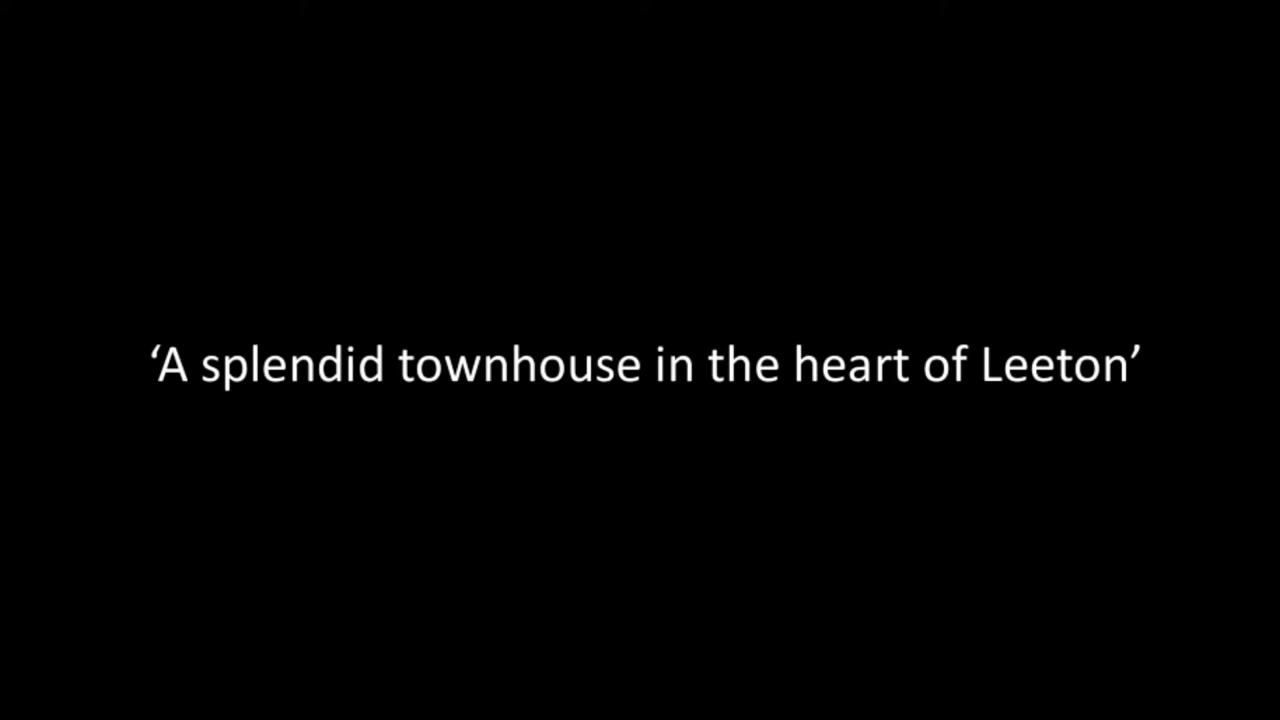 ‘A splendid townhouse in the heart of Leeton’